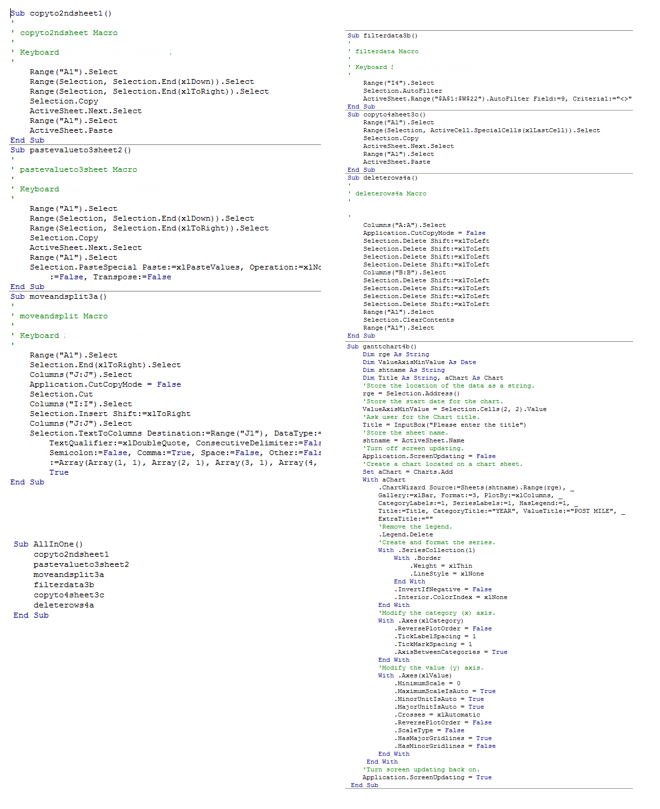 Sub copyto2ndsheet1()
'
' copyto2ndsheet Macro
'
' Keyboard
'
Range("A1").Select
Range(Selection, Selection.End(xlDown)).Select
Range(Selection, Selection.End(xlToRight)).Select
Selection.Copy
ActiveSheet.Next.Select
Range("A1").Select
ActiveSheet.Paste
End Sub
Sub pastevalueto3sheet2()
'
' pastevalueto3sheet Macro
'
' Keyboard
'
Range("A1").Select
Range(Selection, Selection.End(xlDown)).Select
Range(Selection, Selection.End(xlToRight)).Select
Selection.Copy
ActiveSheet.Next.Select
Range("A1").Select
Selection.PasteSpecial Paste:=xlPasteValues, Operation:=xlNo
:=False, Transpose:=False
End Sub
Sub moveandsplit3a()
'
' moveandsplit Macro
'
' Keyboard
'
Range("A1").Select
Selection.End(xlToRight).Select
Columns("J:J").Select
Application.CutCopyMode = False
Selection.Cut
Columns("I:I").Select
Selection.Insert Shift:=xlToRight
Columns("J:J").Select
Selection.TextToColumns Destination:=Range("J1"), DataType:=
TextQualifier:=xlDoubleQuote, ConsecutiveDelimiter:=Fals
Semicolon:=False, Comma:=True, Space:=False, Other:=Fals
:=Array(Array(1, 1), Array(2, 1), Array(3, 1), Array(4,
True
End Sub
Sub AllInOne()
copyto2ndsheet1
pastevalueto3sheet2
moveandsplit3a
filterdata3b
copyto4sheet3c
deleterows4a
End Sub
Sub filterdata3b()
'
' filterdata Macro
'
' Keyboard
'
Range("I4").Select
Selection.AutoFilter
ActiveSheet.Range("$A$1:$W$22").AutoFilter Field:=9, Criteria1:="<>"
End Sub
Sub copyto4sheet3c()
Range("A1").Select
Range(Selection, ActiveCell.SpecialCells(xlLastCell)).Select
Selection.Copy
ActiveSheet.Next.Select
Range("A1").Select
ActiveSheet.Paste
End Sub
Sub deleterows4a()
'
' deleterows4a Macro
'
'
Columns("A:A").Select
Application.CutCopyMode = False
Selection.Delete Shift:=xlToLeft
Selection.Delete Shift:=xlToLeft
Selection.Delete Shift:=xlToLeft
Selection.Delete Shift:=xlToLeft
Columns("B:B").Select
Selection.Delete Shift:=xlToLeft
Selection.Delete Shift:=xlToLeft
Selection.Delete Shift:=xlToLeft
Selection.Delete Shift:=xlToLeft
Range("A1").Select
Selection.ClearContents
Range("A1").Select
End Sub
Sub ganttchart4b()
Dim rge As String
Dim ValueAxisMinValue As Date
Dim shtname As String
Dim Title As String, aChart As Chart
'Store the location of the data as a string.
rge = Selection.Address()
'Store the start date for the chart.
ValueAxisMinValue = Selection.Cells(2, 2).Value
'Ask user for the Chart title.
Title = InputBox("Please enter the title")
'Store the sheet name.
shtname = ActiveSheet.Name
'Turn off screen updating.
Application.ScreenUpdating = False
'Create a chart located on a chart sheet.
Set aChart = Charts.Add
With aChart
.ChartWizard Source:=Sheets(shtname).Range(rge), _
Gallery:=xlBar, Format:=3, PlotBy:=xlColumns, _
CategoryLabels:=1, SeriesLabels:=1, HasLegend:=1, _
Title:=Title, CategoryTitle:="YEAR", ValueTitle:="POST MILE", _
ExtraTitle:=""
'Remove the legend.
.Legend.Delete
'Create and format the series.
With .SeriesCollection(1)
With .Border
.Weight = xlThin
.LineStyle = xlNone
End With
.InvertIfNegative = False
.Interior.ColorIndex = xlNone
End With
'Modify the category (x) axis.
With .Axes(xlCategory)
.ReversePlotOrder = False
.TickLabelSpacing = 1
.TickMarkSpacing = 1
.AxisBetweenCategories = True
End With
'Modify the value (y) axis.
With .Axes(xlValue)
.MinimumScale = 0
.MaximumScaleIsAuto = True
.MinorUnitIsAuto = True
.MajorUnitIsAuto = True
.Crosses = xlAutomatic
.ReversePlotOrder = False
.ScaleType = False
.HasMajorGridlines = True
.HasMinorGridlines = False
End With
End With
'Turn screen updating back on.
Application.ScreenUpdating = True
End Sub